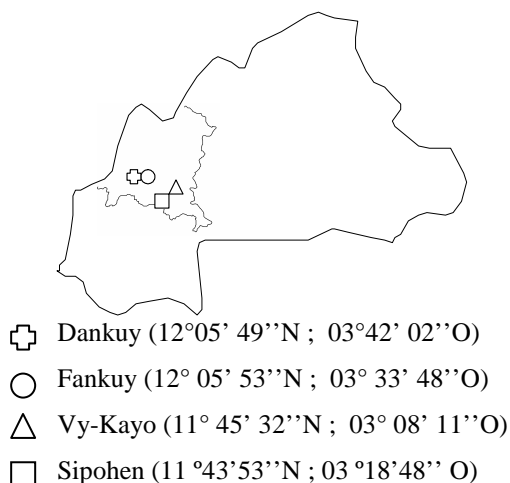 Dankuy (12°05' 49’’N ; 03°42' 02’’O)
Fankuy (12° 05’ 53’’N ; 03° 33’ 48’’O)
Vy-Kayo (11° 45’ 32’’N ; 03° 08’ 11’’O)
Sipohen (11 º43’53’’N ; 03 º18’48’’ O)